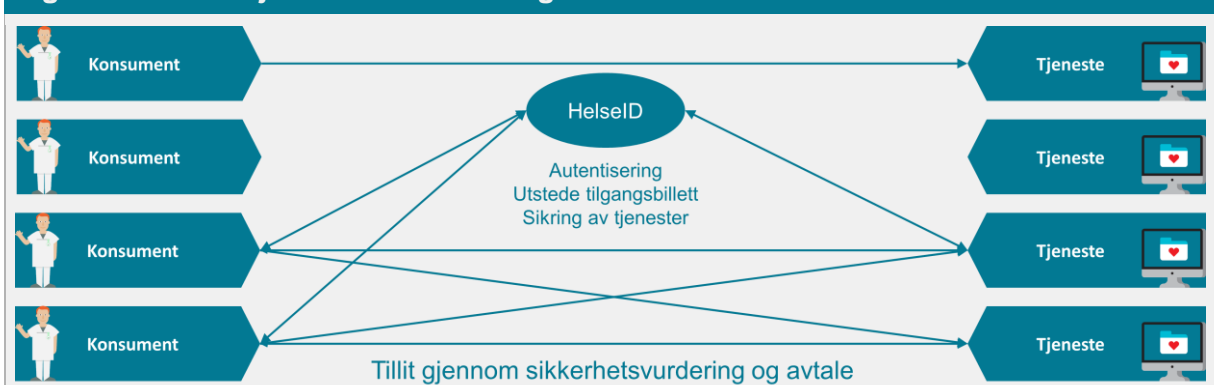 Konsument
Tjeneste
HelseID
Konsument
Tjeneste
Autentisering
Utstede tilgangsbillett
Sikring av tjenester
Konsument
Tjeneste
Konsument
Tjeneste
Tillit gjennom sikkerhetsvurdering og avtale